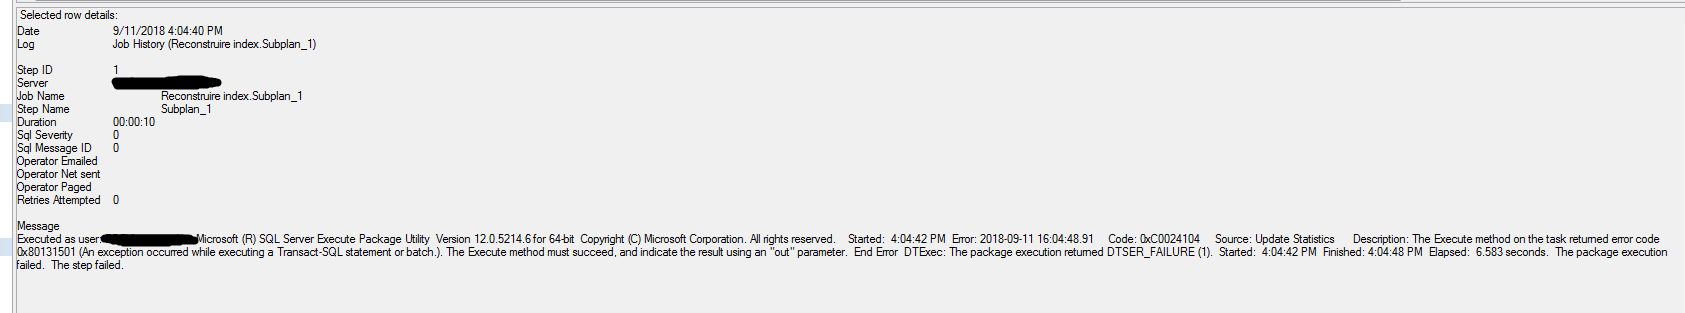 Selected row details:
Date 9/11/2018 4:04:40 PM
Log Job History (Reconstruire index.Subplan_1)
Step ID 1
Server
Job Name Reconstruire index.Subplan_1
Step Name Subplan_1
Duration 00:00:10
Sql Severity 0
Sql Message ID 0
Operator Emailed
Operator Net sent
Operator Paged
Retries Attempted 0
Message
Executed as user: Microsoft (R) SQL Server Execute Package Utility Version 12.0.5214.6 for 64-bit Copyright (C) Microsoft Corporation. All rights reserved. Started: 4:04:42 PM Error: 2018-09-11 16:04:48.91 Code: 0xC0024104 Source: Update Statistics Description: The Execute method on the task returned error code
0x80131501 (An exception occurred while executing a Transact-SQL statement or batch.). The Execute method must succeed, and indicate the result using an "out" parameter. End Error DTExec: The package execution returned DTSER_FAILURE (1). Started: 4:04:42 PM Finished: 4:04:48 PM Elapsed: 6.583 seconds. The package execution
failed. The step failed.